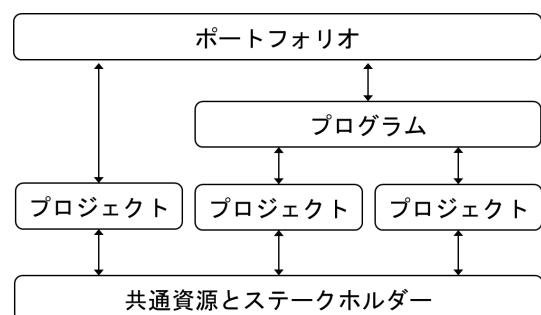 ポートフォリオ
プログラム
プロジェクト
プロジェクト
プロジェクト
共通資源とステークホルダー